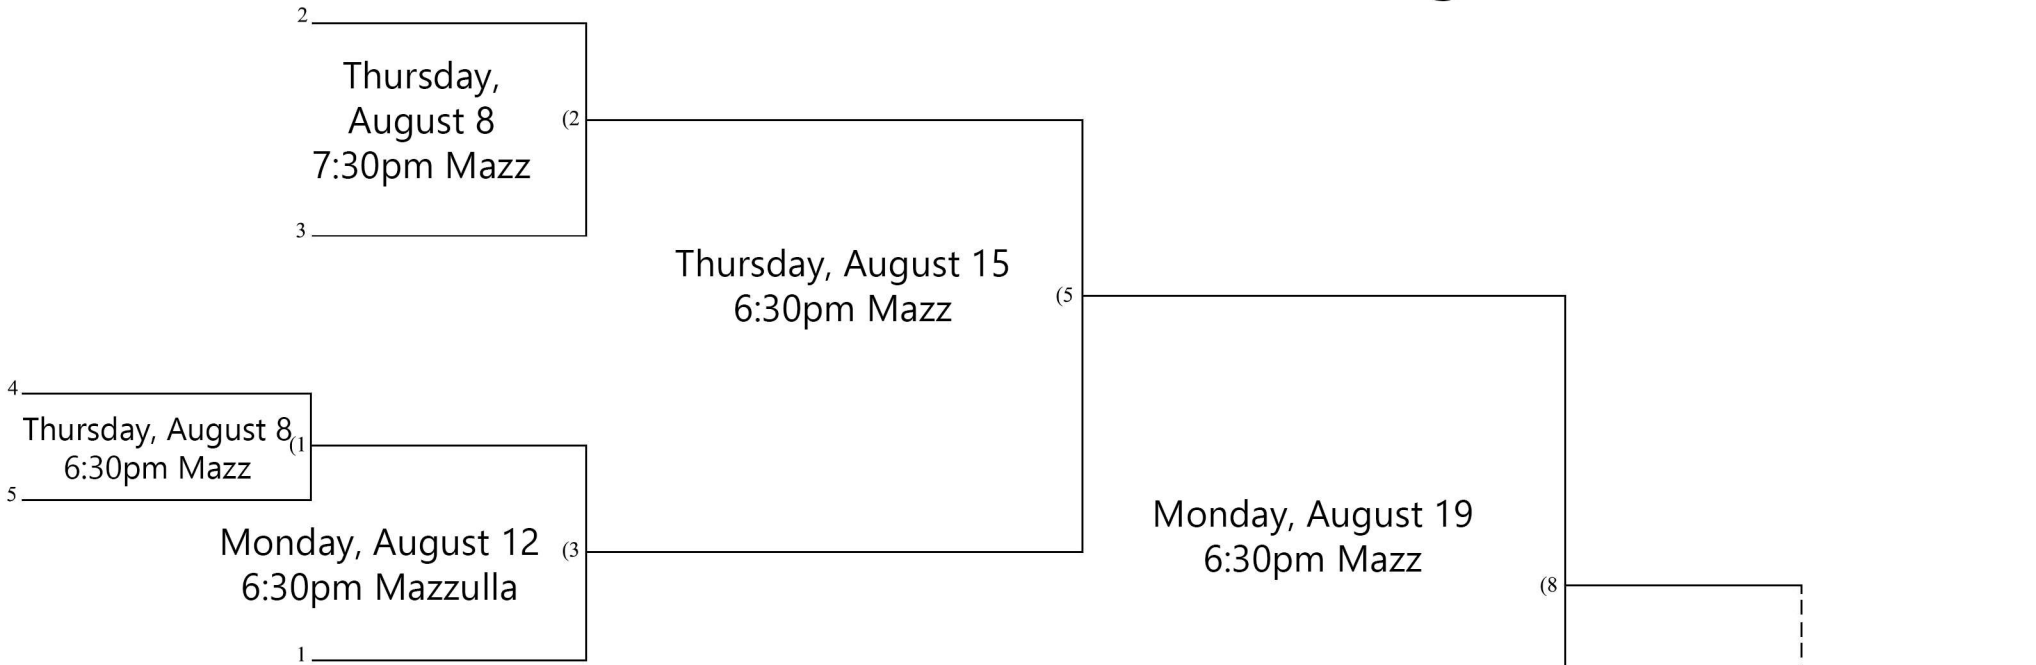 2
Thursday,
August 8
7:30pm Mazz
(2
3
Thursday, August 15
6:30pm Mazz
(5
4
Thursday, August 8
6:30pm Mazz
(1
5
Monday, August 12
6:30pm Mazzulla
(3
1
Monday, August 19
6:30pm Mazz
(8